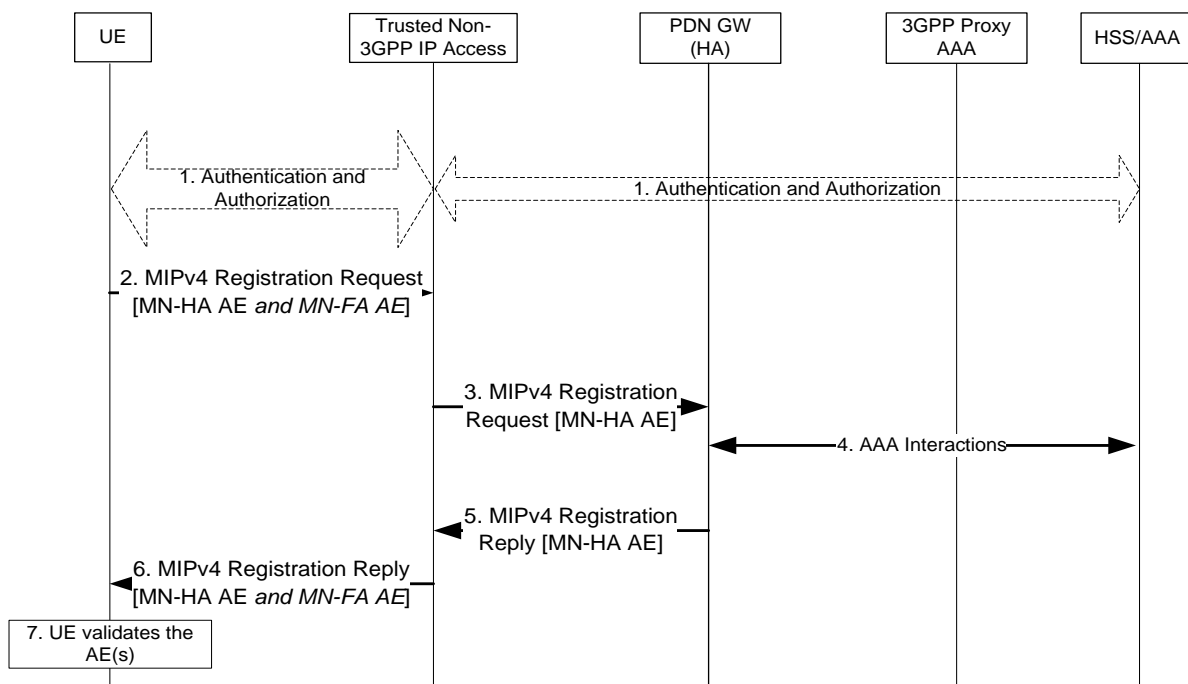 UE
Trusted Non-
3GPP IP Access
PDN GW
(HA)
3GPP Proxy
AAA
HSS/AAA
1. Authentication and
Authorization
1. Authentication and Authorization
2. MIPv4 Registration Request
[MN-HA AE and MN-FA AE]
3. MIPv4 Registration
Request [MN-HA AE]
4. AAA Interactions
5. MIPv4 Registration
Reply [MN-HA AE]
6. MIPv4 Registration Reply
[MN-HA AE and MN-FA AE]
7. UE validates the
AE(s)